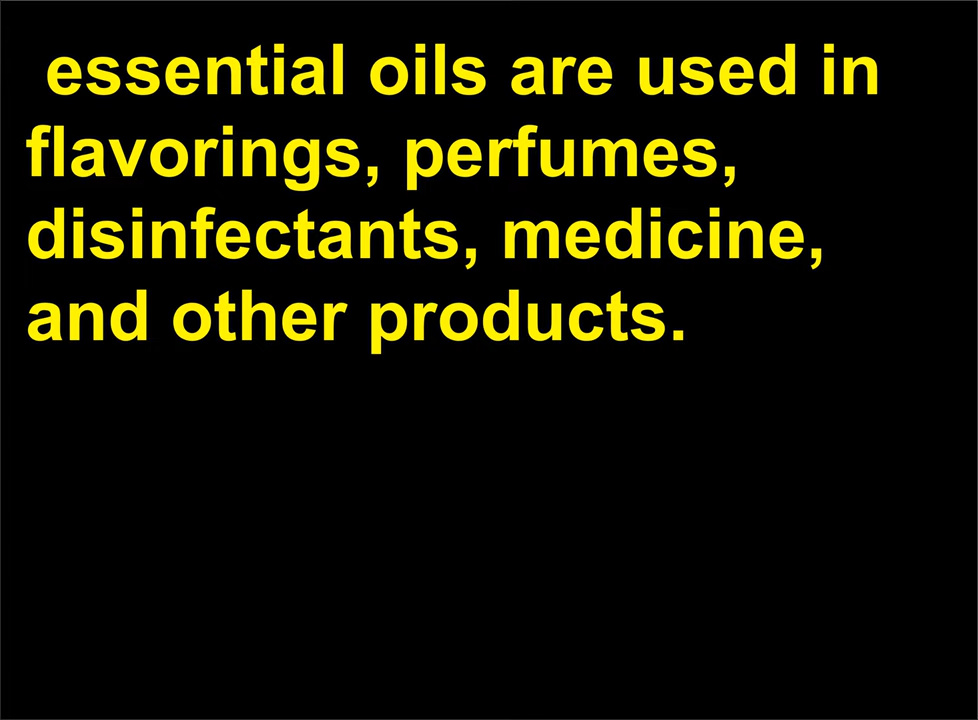 essential oils are used in
flavorings, perfumes,
disinfectants, medicine,
and other products.